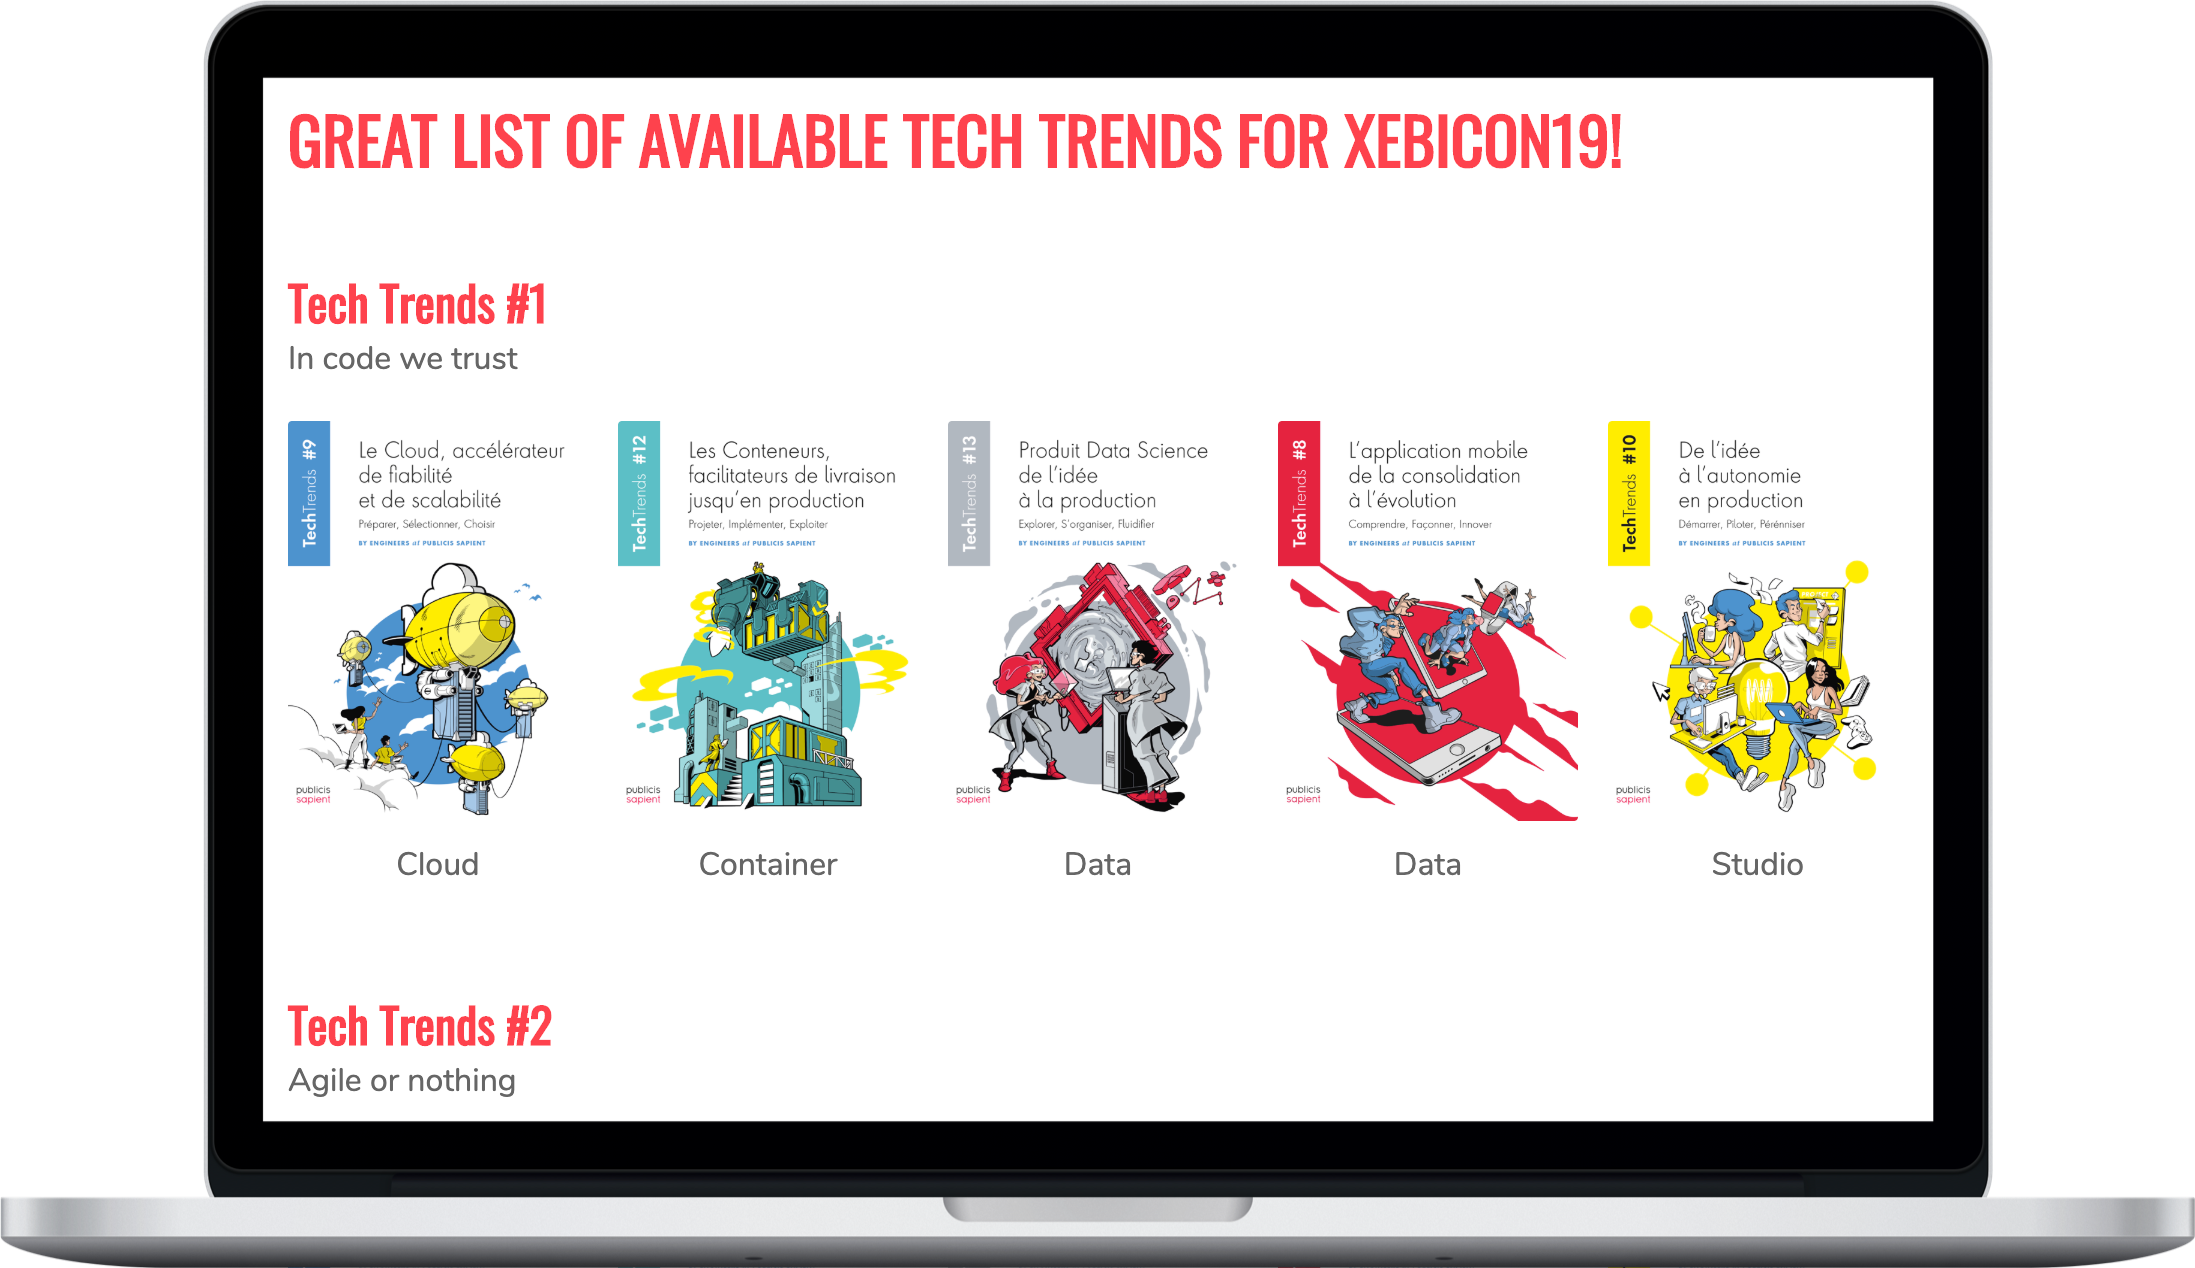 GREAT LIST OF AVAILABLE TECH TRENDS FOR XEBICON19!
Tech Trends #1
In code we trust
TechTrends #9
Le Cloud, accélérateur
de fiabilité
et de scalabilité
Préparer, Sélectionner, Choisir
BY ENGINEERS at PUBLICIS SAPIENT
publicis
sapient
Cloud
TechTrends #12
Les Conteneurs,
facilitateurs de livraison
jusqu'en production
Projeter, Implémenter, Exploiter
BY ENGINEERS at PUBLICIS SAPIENT
publicis
sapient
Container
TechTrends #13
Produit Data Science
de l'idée
à la production
Explorer, S'organiser, Fluidifier
BY ENGINEERS at PUBLICIS SAPIENT
publicis
sapient
Data
TechTrends #8
L'application mobile
de la consolidation
à l'évolution
Comprendre, Façonner, Innover
BY ENGINEERS at PUBLICIS SAPIENT
publicis
sapient
Data
TechTrends #10
De l'idée
à l'autonomie
en production
Démarrer, Piloter, Pérénniser
BY ENGINEERS at PUBLICIS SAPIENT
publicis
sapient
Studio
Tech Trends #2
Agile or nothing